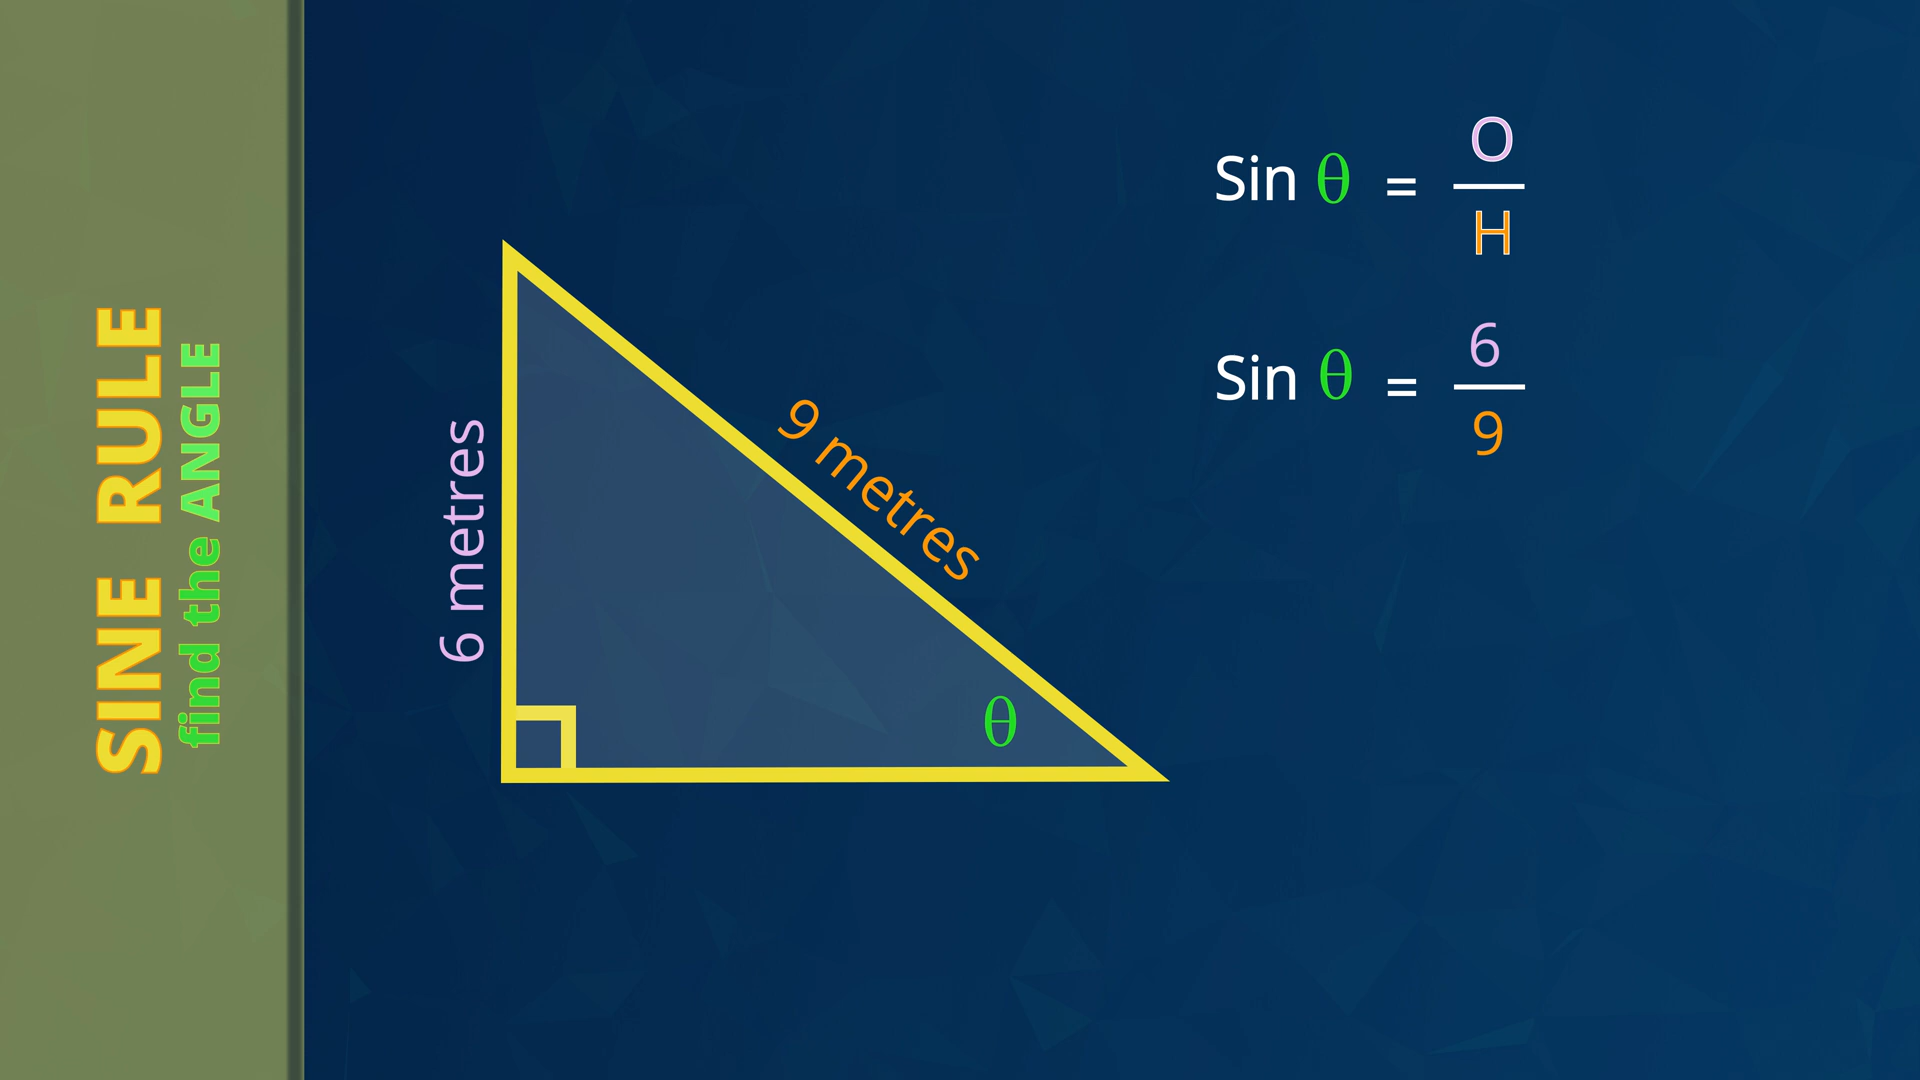 SINE RULE
find the ANGLE
6 metres
9 metres
θ
Sin θ = O/H
Sin θ = 6/9